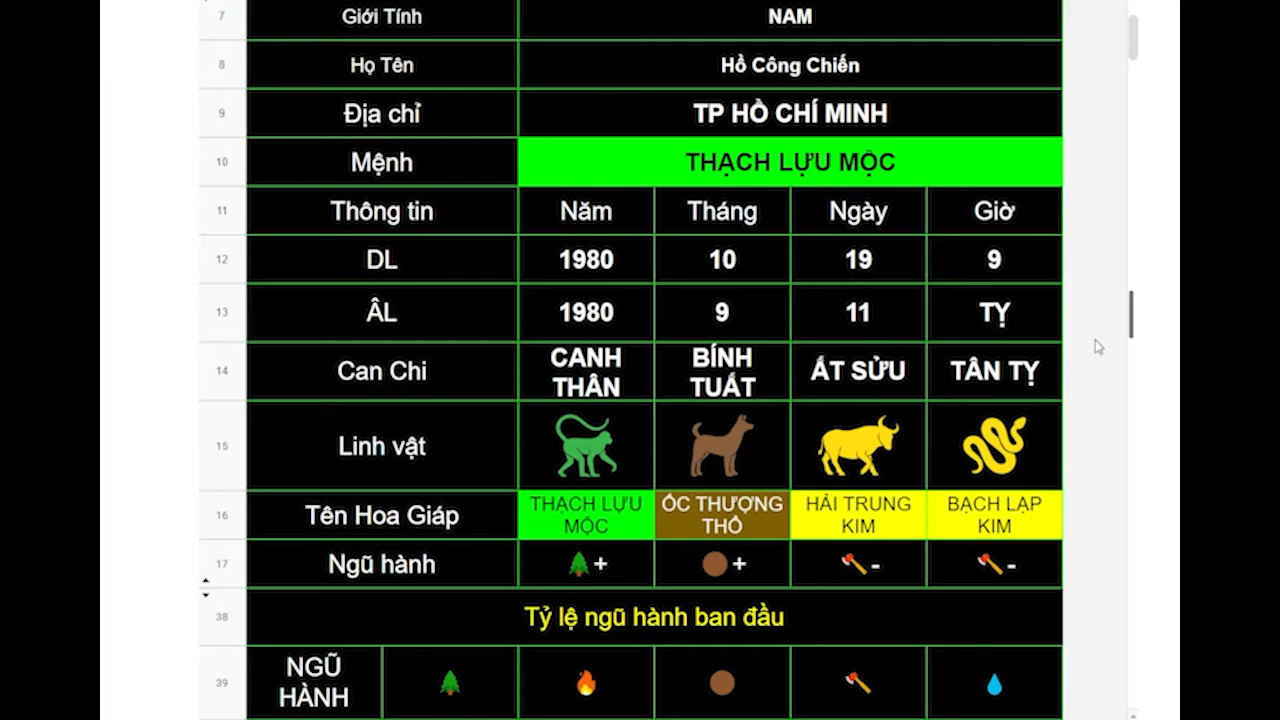 7 Giới Tính NAM
8 Họ Tên Hồ Công Chiến
9 Địa chỉ TP HỒ CHÍ MINH
10 Mệnh THẠCH LỰU MỘC
11 Thông tin Năm Tháng Ngày Giờ
12 DL 1980 10 19 9
13 ÂL 1980 9 11 TỴ
14 Can Chi CANH THÂN BÍNH TUẤT ẤT SỬU TÂN TỴ
15 Linh vật
16 Tên Hoa Giáp THẠCH LỰU MỘC ỐC THƯỢNG THỔ HẢI TRUNG KIM BẠCH LẠP KIM
17 Ngũ hành + + - -
38 Tỷ lệ ngũ hành ban đầu
39 NGŨ HÀNH